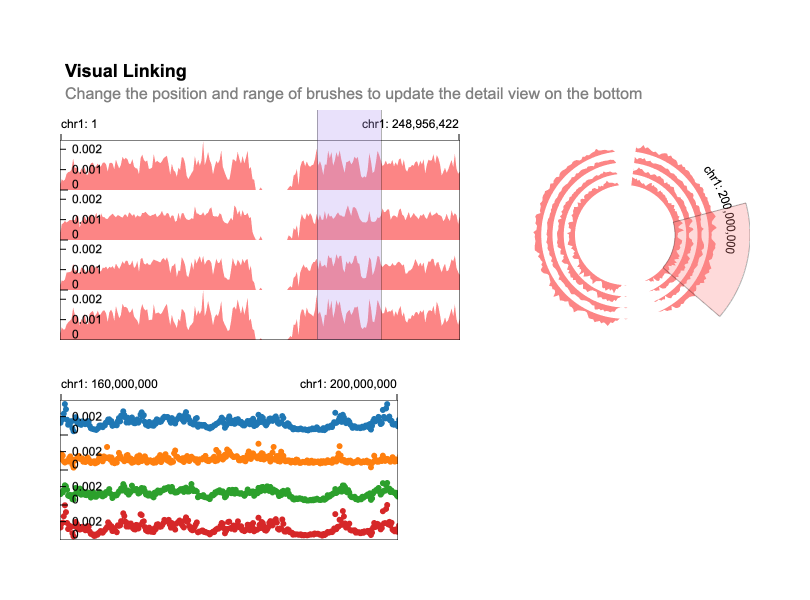 Visual Linking
Change the position and range of brushes to update the detail view on the bottom
chr1: 1
chr1: 248,956,422
0.002
0.001
0
0.002
0.001
0
0.002
0.001
0
0.002
0.001
0
chr1: 200,000,000
chr1: 160,000,000
chr1: 200,000,000
0.002
0
0.002
0
0.002
0
0.002
0